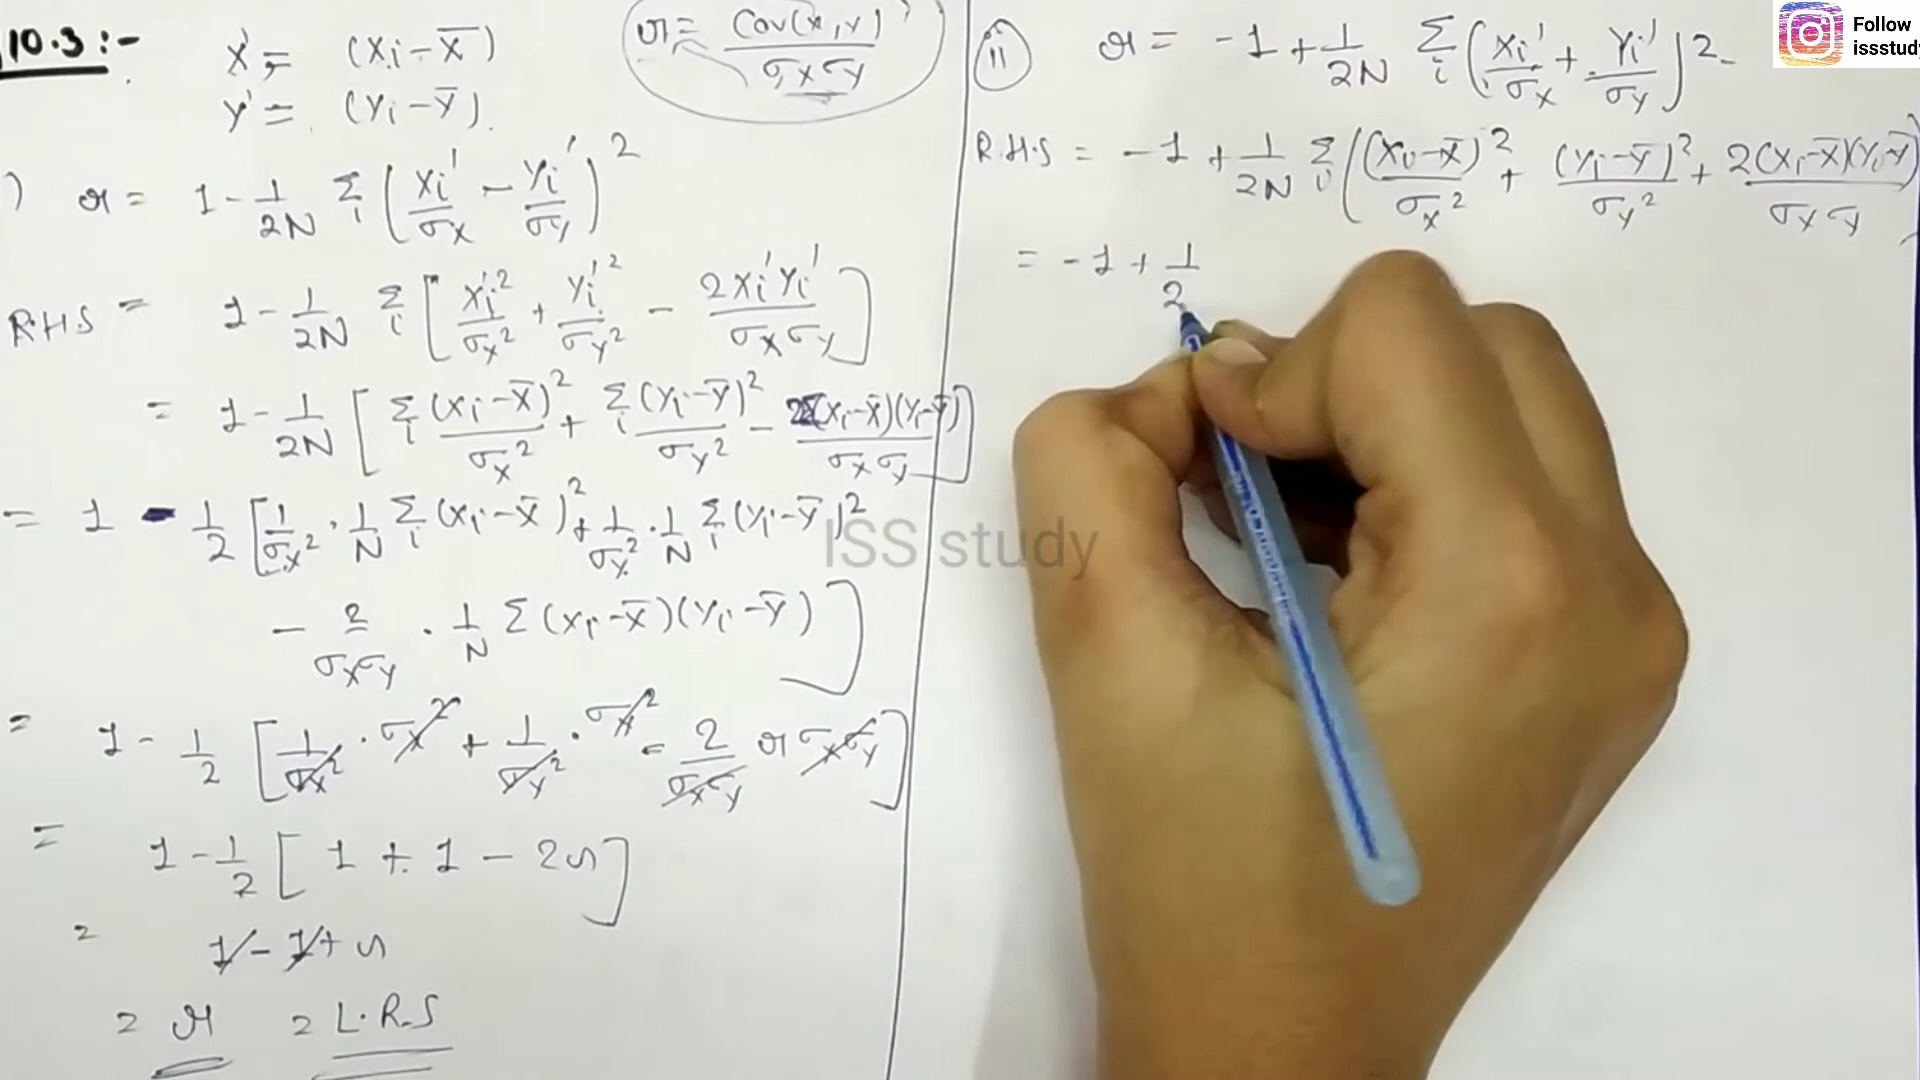 10.3 :-
x' = (xi - x̄)
y' = (yi - ȳ).
r = Cov(x,y) / σx σy
) r = 1 - 1/2N Σi (xi'/σx - yi'/σy)²
R.H.S = 1 - 1/2N Σi [xi'²/σx² + yi'²/σy² - 2xi'yi'/σxσy]
= 1 - 1/2N [Σi (xi - x̄)²/σx² + Σi (yi - ȳ)²/σy² - 2Σ(xi - x̄)(yi - ȳ)/σxσy]
= 1 - 1/2 [1/σx² · 1/N Σi (xi - x̄)² + 1/σy² · 1/N Σi (yi - ȳ)²
- 2/σxσy · 1/N Σ(xi - x̄)(yi - ȳ)]
= 1 - 1/2 [1/σx² · σx² + 1/σy² · σy² - 2/σxσy r σxσy]
= 1 - 1/2 [1 + 1 - 2r]
= 1 - 1 + r
= r = L.R.S
ii r = -1 + 1/2N Σi (xi'/σx + yi'/σy)²
R.H.S = -1 + 1/2N Σi ((xi - x̄)²/σx² + (yi - ȳ)²/σy² + 2(xi - x̄)(yi - ȳ)/σxσy)
= -1 + 1/2
ISS study
Follow
issstudy